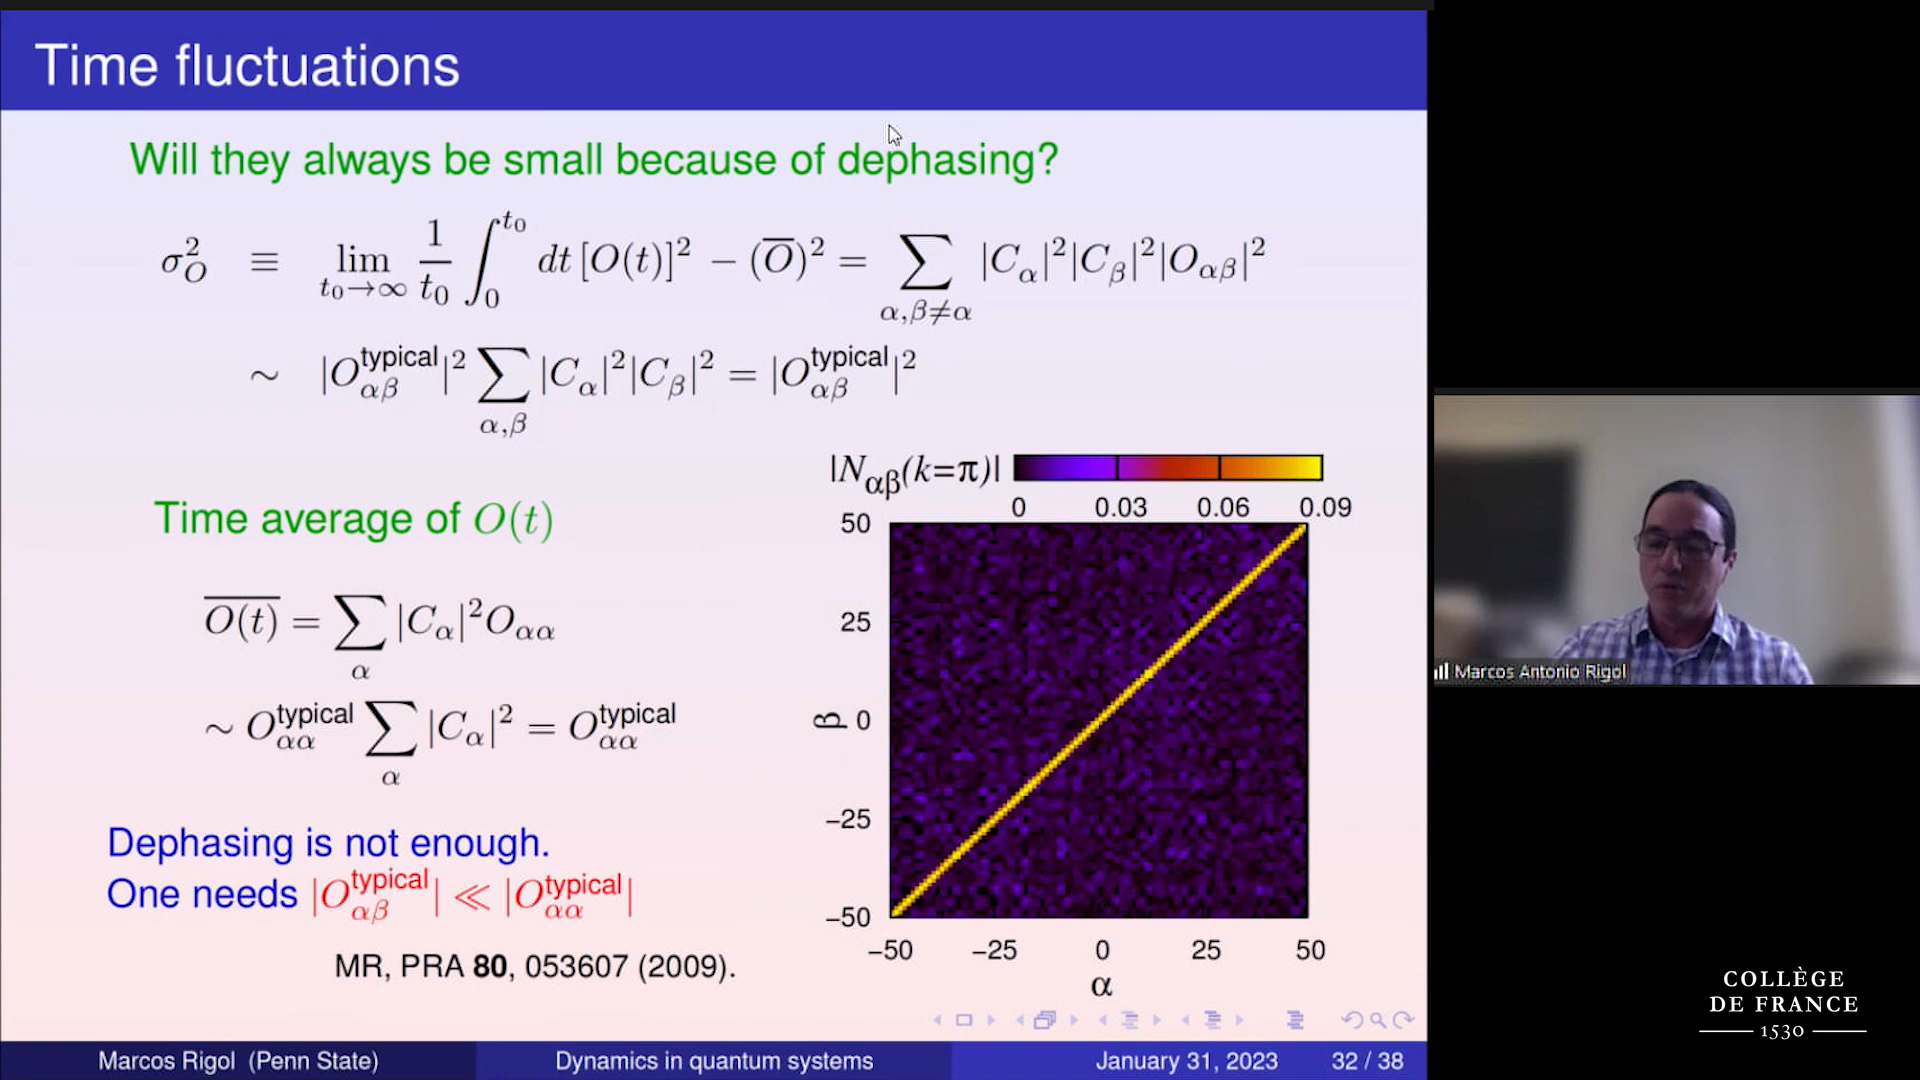 Time fluctuations
Will they always be small because of dephasing?
σ²_O ≡ lim_{t₀→∞} 1/t₀ ∫₀^{t₀} dt [O(t)]² − (O̅)² = ∑_{α,β≠α} |C_α|²|C_β|²|O_{αβ}|²
∼ |O^{typical}_{αβ}|² ∑_{α,β} |C_α|²|C_β|² = |O^{typical}_{αβ}|²
|N_{αβ}(k=π)|
0 0.03 0.06 0.09
Time average of O(t)
\overline{O(t)} = ∑_α |C_α|² O_{αα}
∼ O^{typical}_{αα} ∑_α |C_α|² = O^{typical}_{αα}
50
25
β 0
−25
−50
−50 −25 0 25 50
α
Dephasing is not enough.
One needs |O^{typical}_{αβ}| ≪ |O^{typical}_{αα}|
MR, PRA 80, 053607 (2009).
Marcos Rigol (Penn State) Dynamics in quantum systems January 31, 2023 32 / 38
Marcos Antonio Rigol
COLLÈGE
DE FRANCE
1530